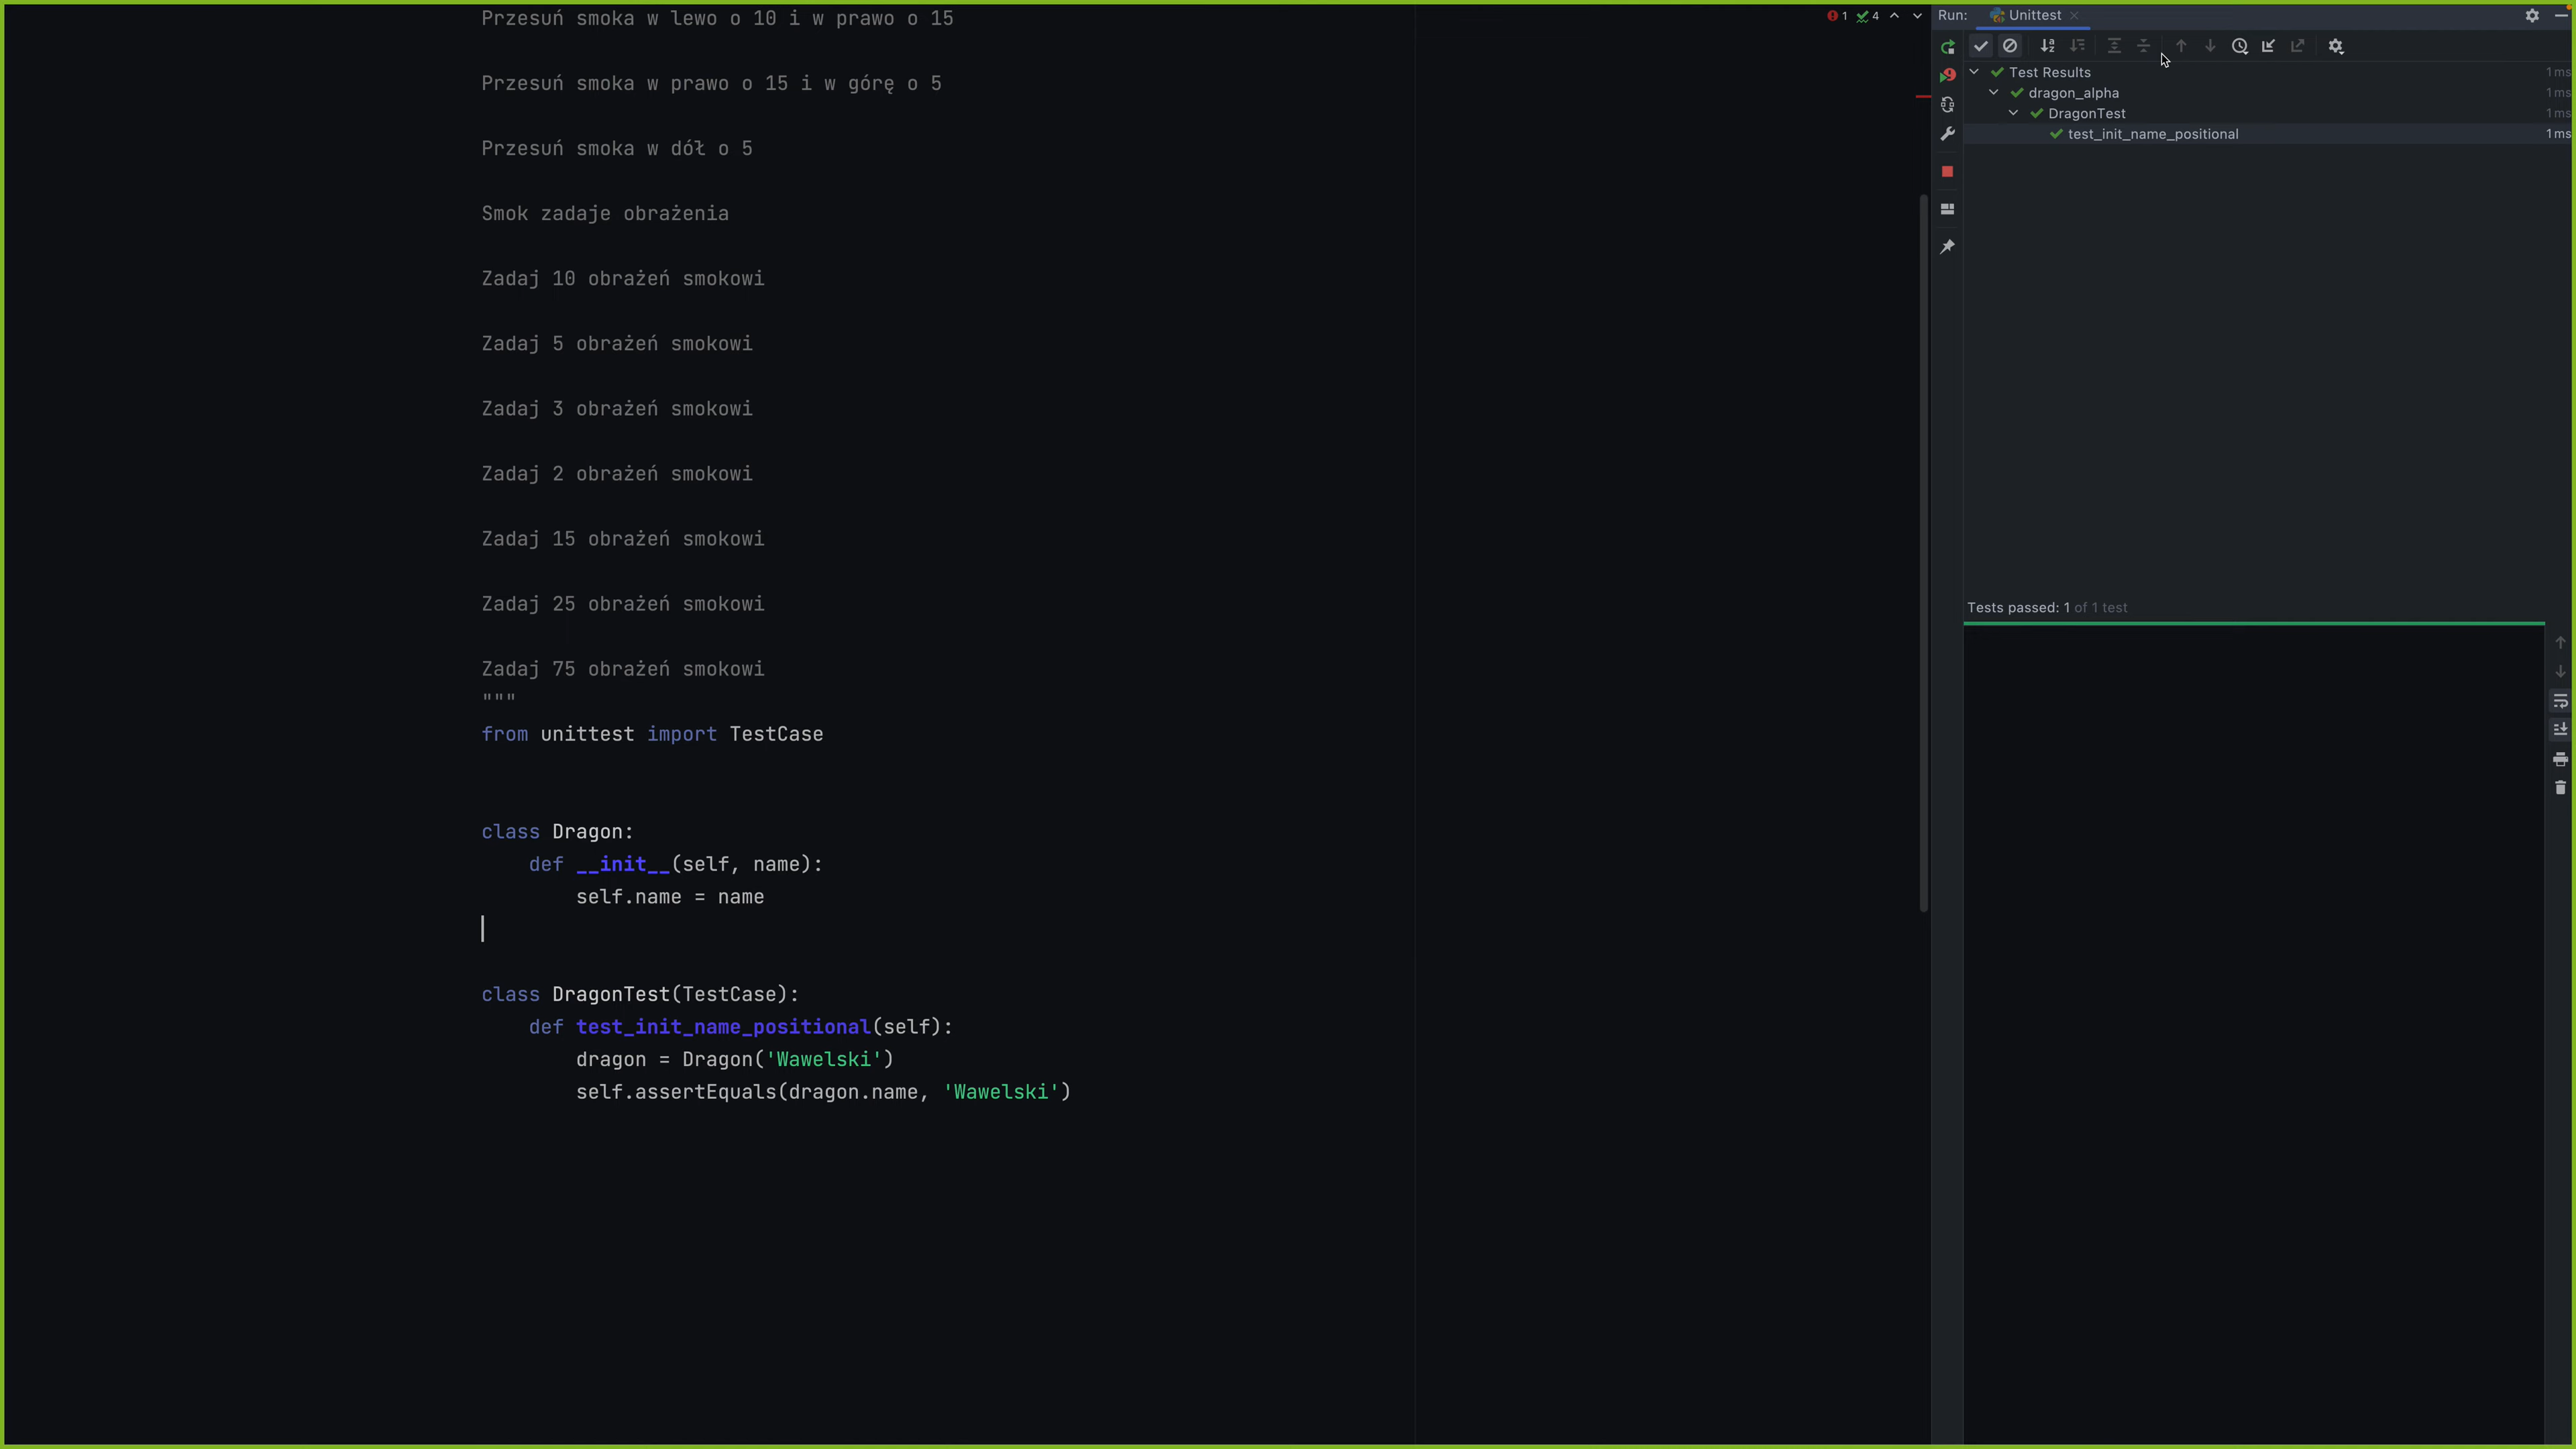 Przesuń smoka w lewo o 10 i w prawo o 15
Przesuń smoka w prawo o 15 i w górę o 5
Przesuń smoka w dół o 5
Smok zadaje obrażenia
Zadaj 10 obrażeń smokowi
Zadaj 5 obrażeń smokowi
Zadaj 3 obrażeń smokowi
Zadaj 2 obrażeń smokowi
Zadaj 15 obrażeń smokowi
Zadaj 25 obrażeń smokowi
Zadaj 75 obrażeń smokowi
"""
from unittest import TestCase
class Dragon:
    def __init__(self, name):
        self.name = name
class DragonTest(TestCase):
    def test_init_name_positional(self):
        dragon = Dragon('Wawelski')
        self.assertEquals(dragon.name, 'Wawelski')
1 4
Run: Unittest
Test Results 1 ms
dragon_alpha 1 ms
DragonTest 1 ms
test_init_name_positional 1 ms
Tests passed: 1 of 1 test